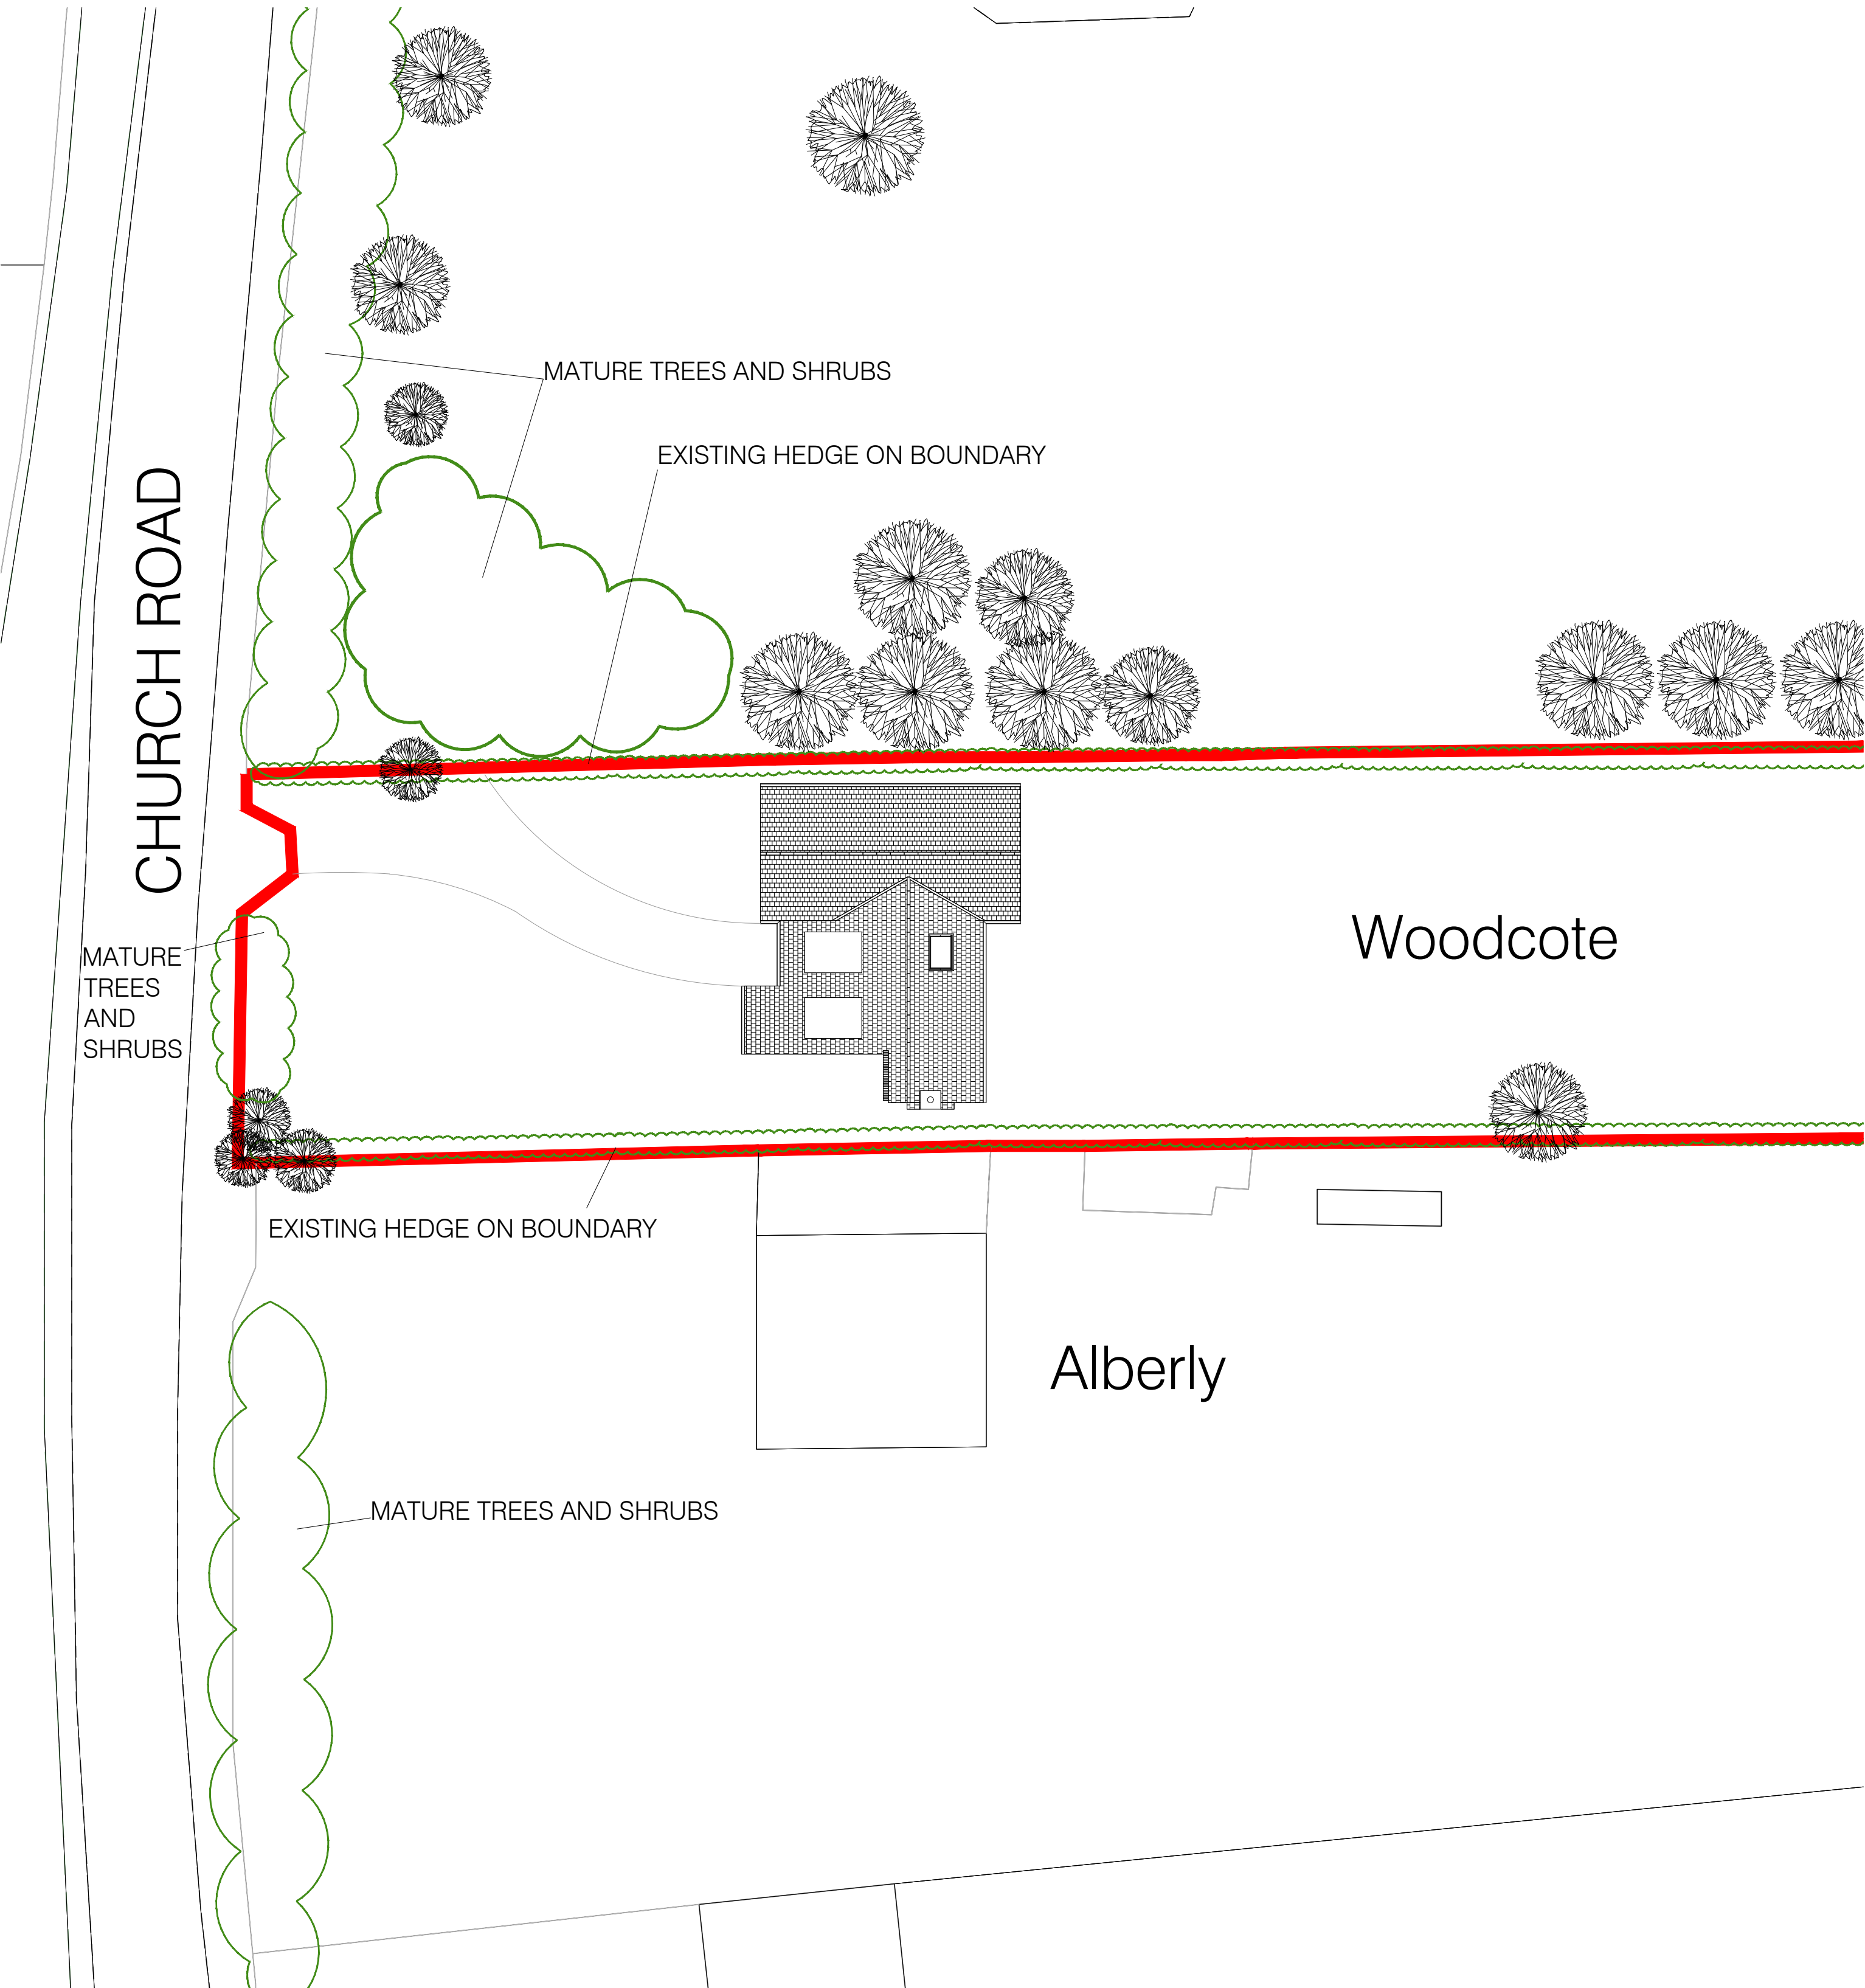 MATURE TREES AND SHRUBS
EXISTING HEDGE ON BOUNDARY
CHURCH ROAD
Woodcote
MATURE
TREES
AND
SHRUBS
EXISTING HEDGE ON BOUNDARY
Alberly
MATURE TREES AND SHRUBS